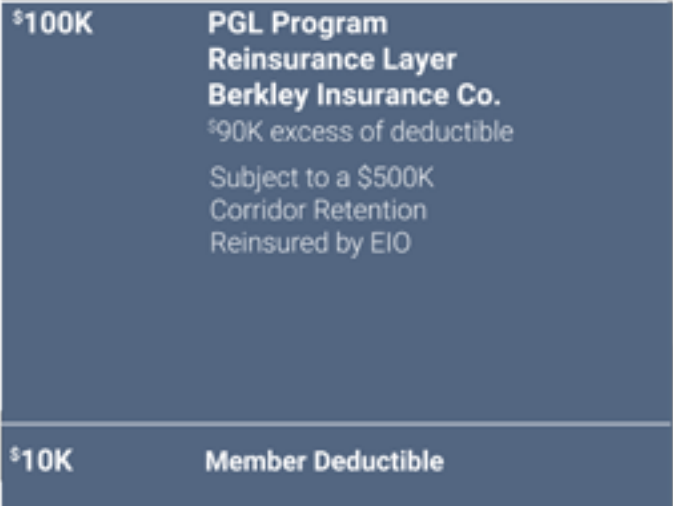 $100K
PGL Program
Reinsurance Layer
Berkley Insurance Co.
$90K excess of deductible
Subject to a $500K
Corridor Retention
Reinsured by EIO
$10K
Member Deductible